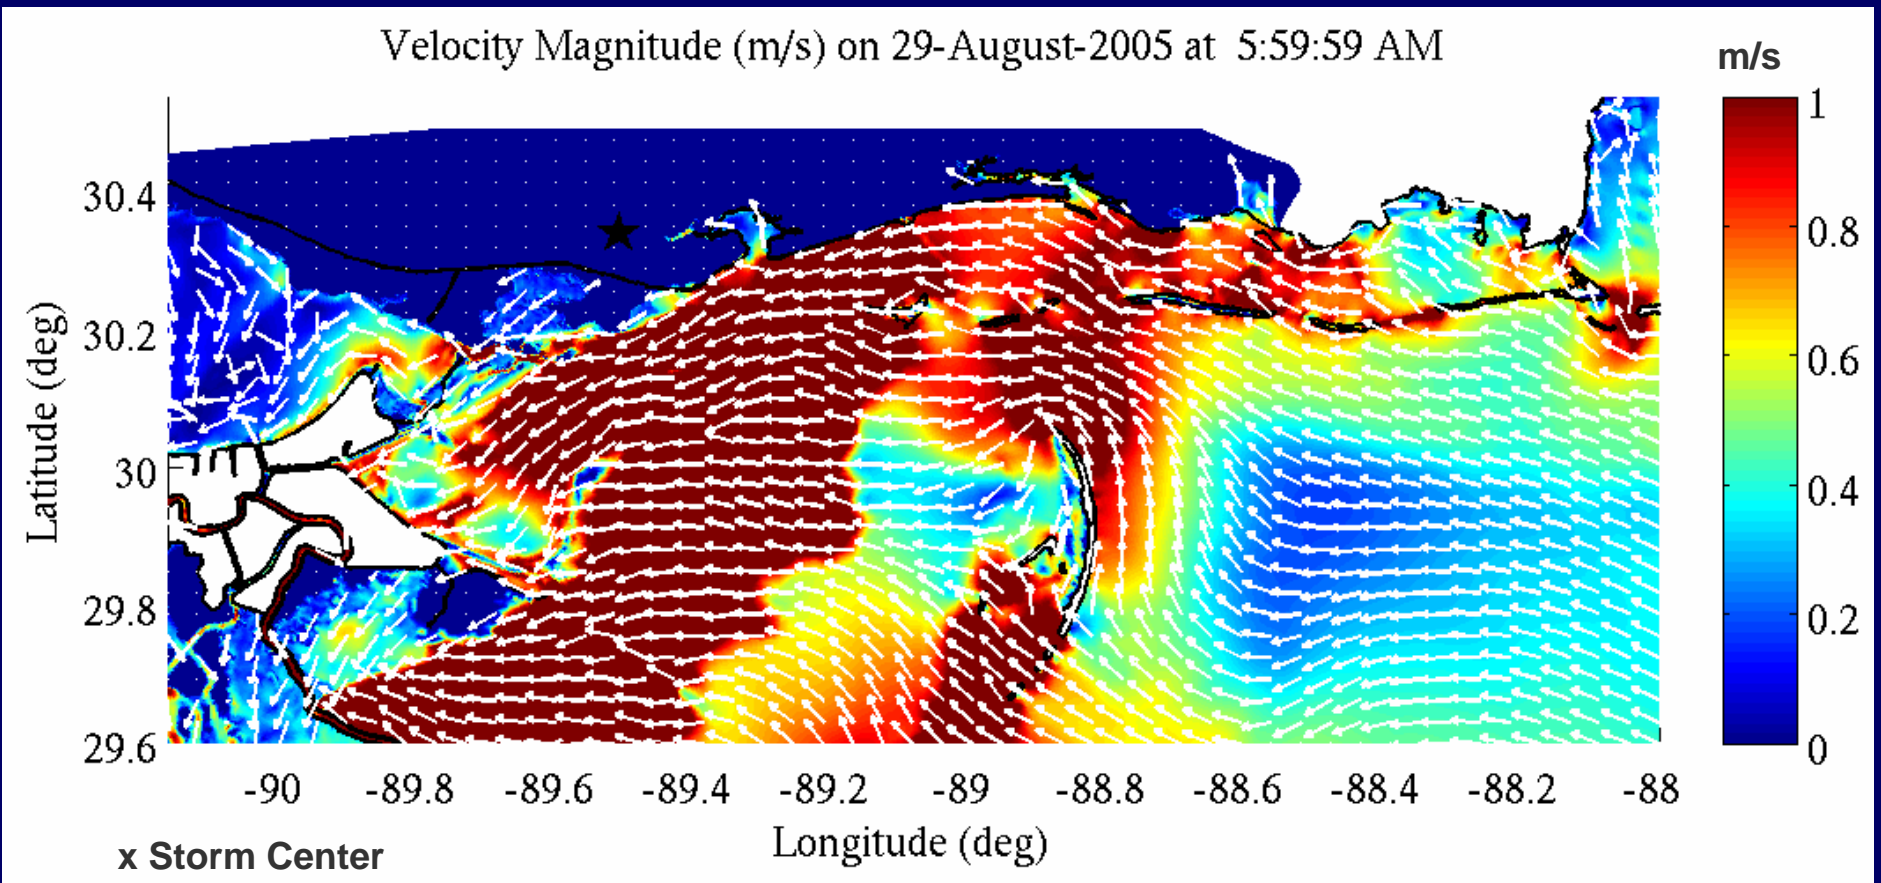 Velocity Magnitude (m/s) on 29-August-2005 at 5:59:59 AM
m/s
1
0.8
0.6
0.4
0.2
0
Latitude (deg)
30.4
30.2
30
29.8
29.6
-90 -89.8 -89.6 -89.4 -89.2 -89 -88.8 -88.6 -88.4 -88.2 -88
Longitude (deg)
x Storm Center